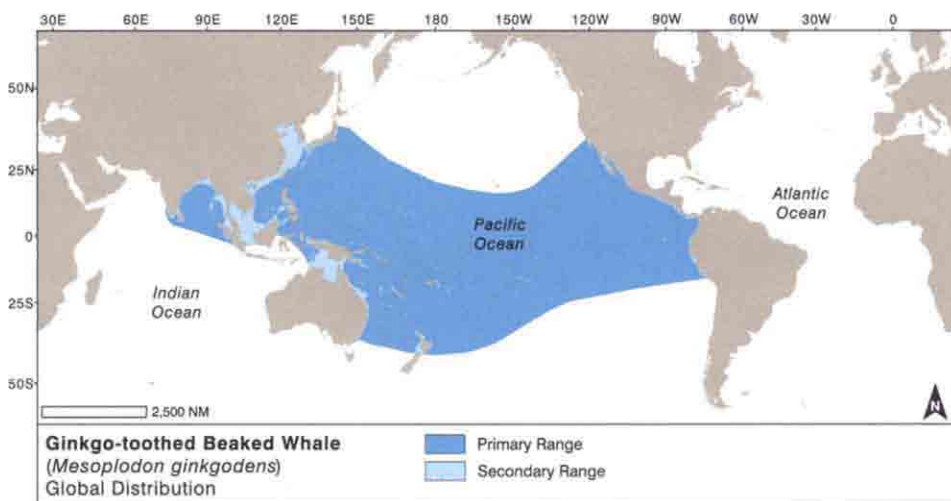 30E 60E 90E 120E 150E 180 150W 120W 90W 60W 30W 0
50N
25N
0
25S
50S
Pacific
Ocean
Atlantic
Ocean
Indian
Ocean
2,500 NM
N
Ginkgo-toothed Beaked Whale
(Mesoplodon ginkgodens)
Global Distribution
Primary Range
Secondary Range